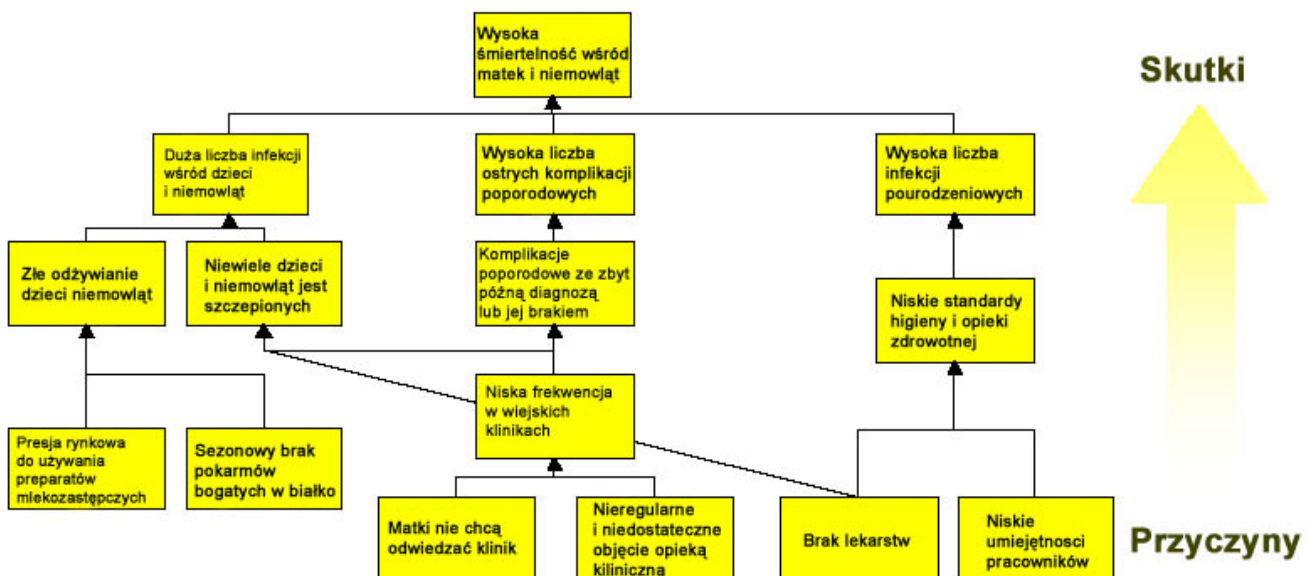 Wysoka
śmiertelność wśród
matek i niemowląt
Skutki
Duża liczba infekcji
wśród dzieci
i niemowląt
Wysoka liczba
ostrych komplikacji
poporodowych
Wysoka liczba
infekcji
pourodzeniowych
Złe odżywianie
dzieci niemowląt
Niewiele dzieci
i niemowląt jest
szczepionych
Komplikacje
poporodowe ze zbyt
późną diagnozą
lub jej brakiem
Niskie standardy
higieny i opieki
zdrowotnej
Niska frekwencja
w wiejskich
klinikach
Presja rynkowa
do używania
preparatów
mlekozastępczych
Sezonowy brak
pokarmów
bogatych w białko
Matki nie chcą
odwiedzać klinik
Nieregularne
i niedostateczne
objęcie opieką
kiliniczna
Brak lekarstw
Niskie
umiejętnosci
pracowników
Przyczyny